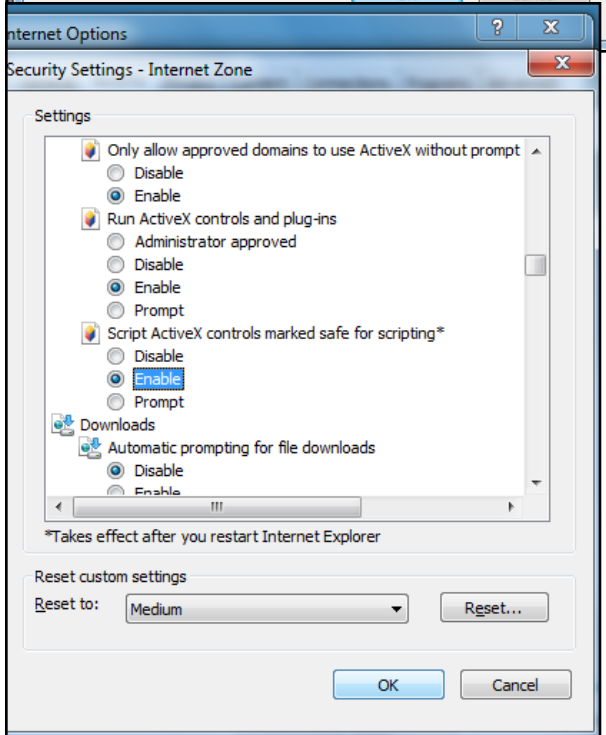 nternet Options
Security Settings - Internet Zone
Settings
Only allow approved domains to use ActiveX without prompt
Disable
Enable
Run ActiveX controls and plug-ins
Administrator approved
Disable
Enable
Prompt
Script ActiveX controls marked safe for scripting*
Disable
Enable
Prompt
Downloads
Automatic prompting for file downloads
Disable
Enable
*Takes effect after you restart Internet Explorer
Reset custom settings
Reset to: Medium Reset...
OK Cancel